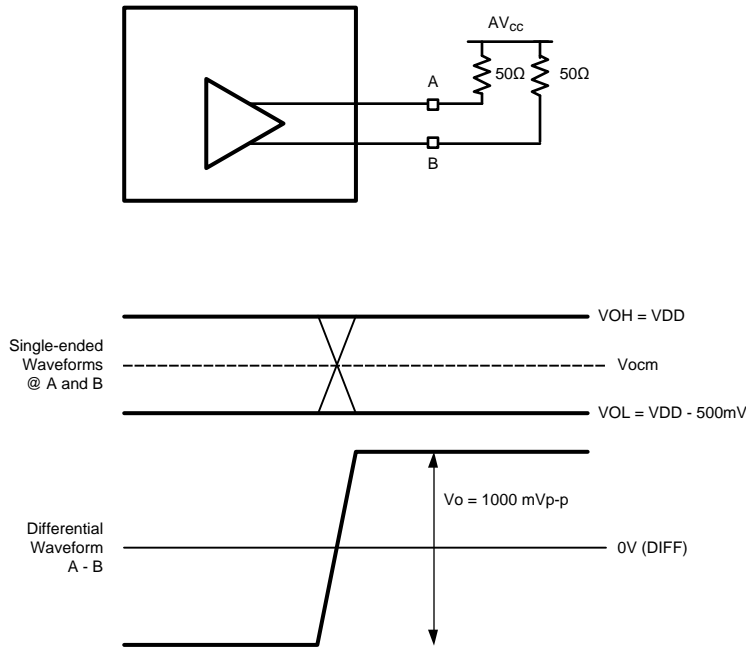 AVcc
50Ω
50Ω
A
B
VOH = VDD
Single-ended
Waveforms
@ A and B
Vocm
VOL = VDD - 500mV
Vo = 1000 mVp-p
Differential
Waveform
A - B
0V (DIFF)